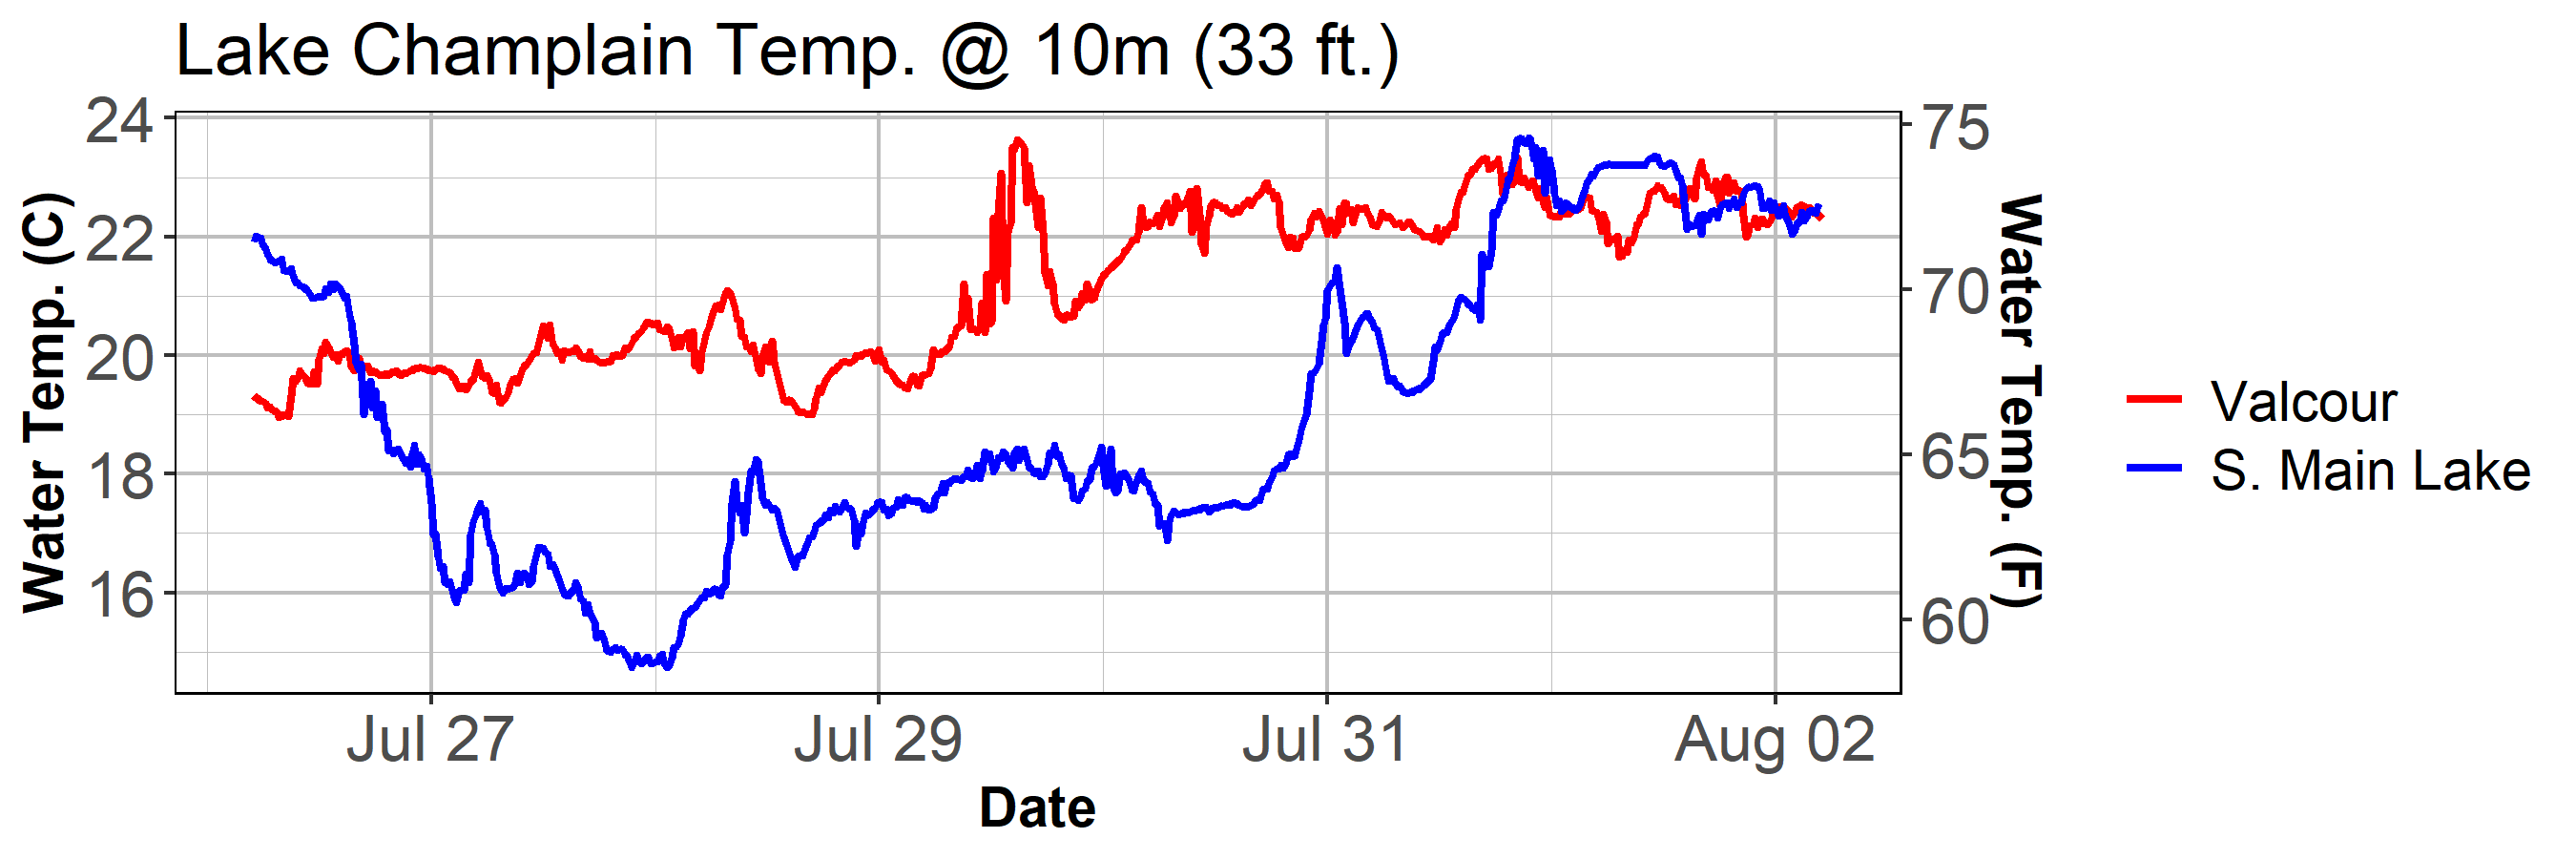 Lake Champlain Temp. @ 10m (33 ft.)
Water Temp. (C)
24
22
20
18
16
75
70
65
60
Water Temp. (F)
Jul 27
Jul 29
Jul 31
Aug 02
Date
Valcour
S. Main Lake